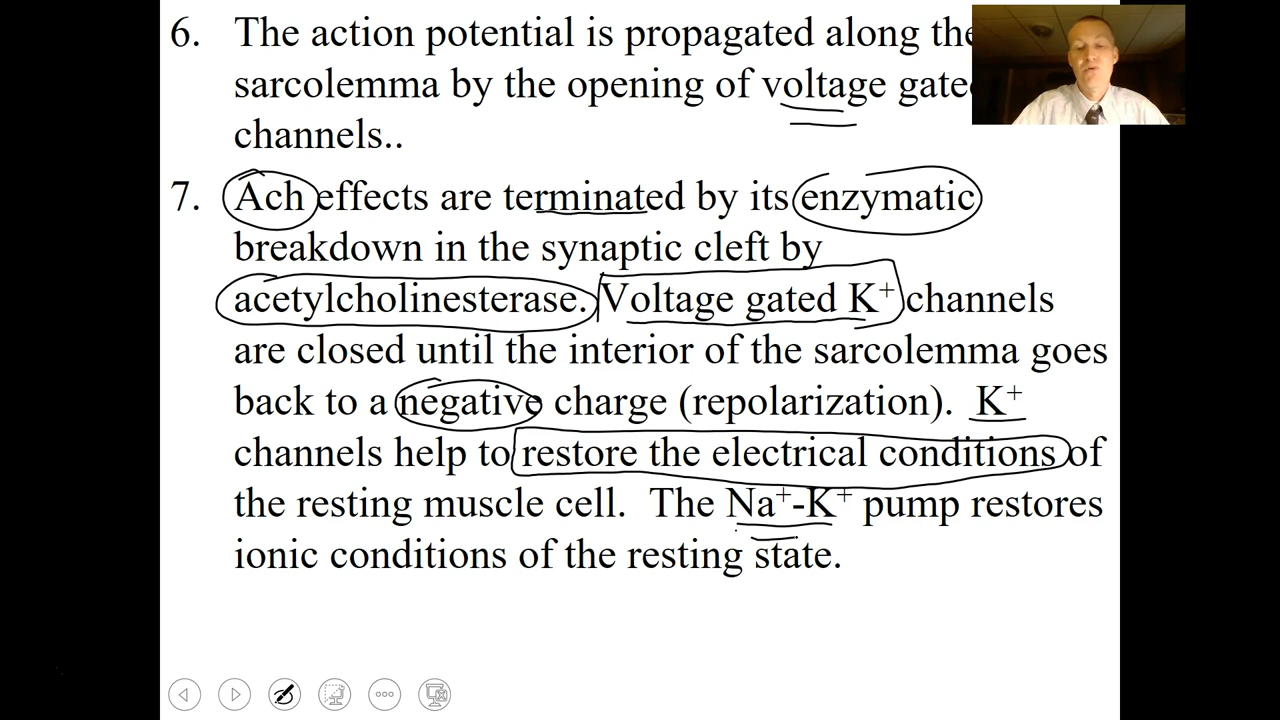 6. The action potential is propagated along the
sarcolemma by the opening of voltage gated
channels..
7. Ach effects are terminated by its enzymatic
breakdown in the synaptic cleft by
acetylcholinesterase. Voltage gated K⁺ channels
are closed until the interior of the sarcolemma goes
back to a negative charge (repolarization). K⁺
channels help to restore the electrical conditions of
the resting muscle cell. The Na⁺-K⁺ pump restores
ionic conditions of the resting state.